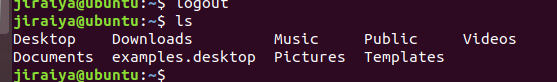 jiraiya@ubuntu:~$ logout
jiraiya@ubuntu:~$ ls
Desktop    Downloads         Music     Public     Videos
Documents  examples.desktop  Pictures  Templates
jiraiya@ubuntu:~$